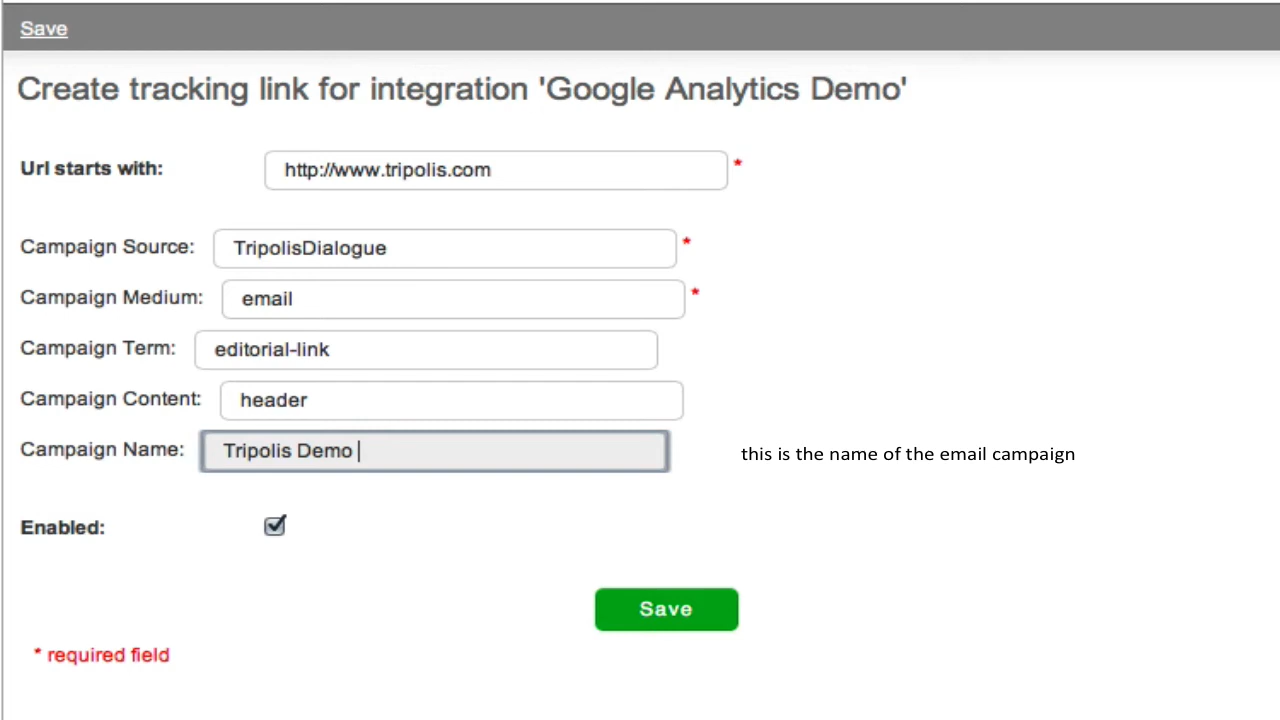 Save
Create tracking link for integration 'Google Analytics Demo'
Url starts with: http://www.tripolis.com *
Campaign Source: TripolisDialogue *
Campaign Medium: email *
Campaign Term: editorial-link
Campaign Content: header
Campaign Name: Tripolis Demo this is the name of the email campaign
Enabled:
Save
* required field